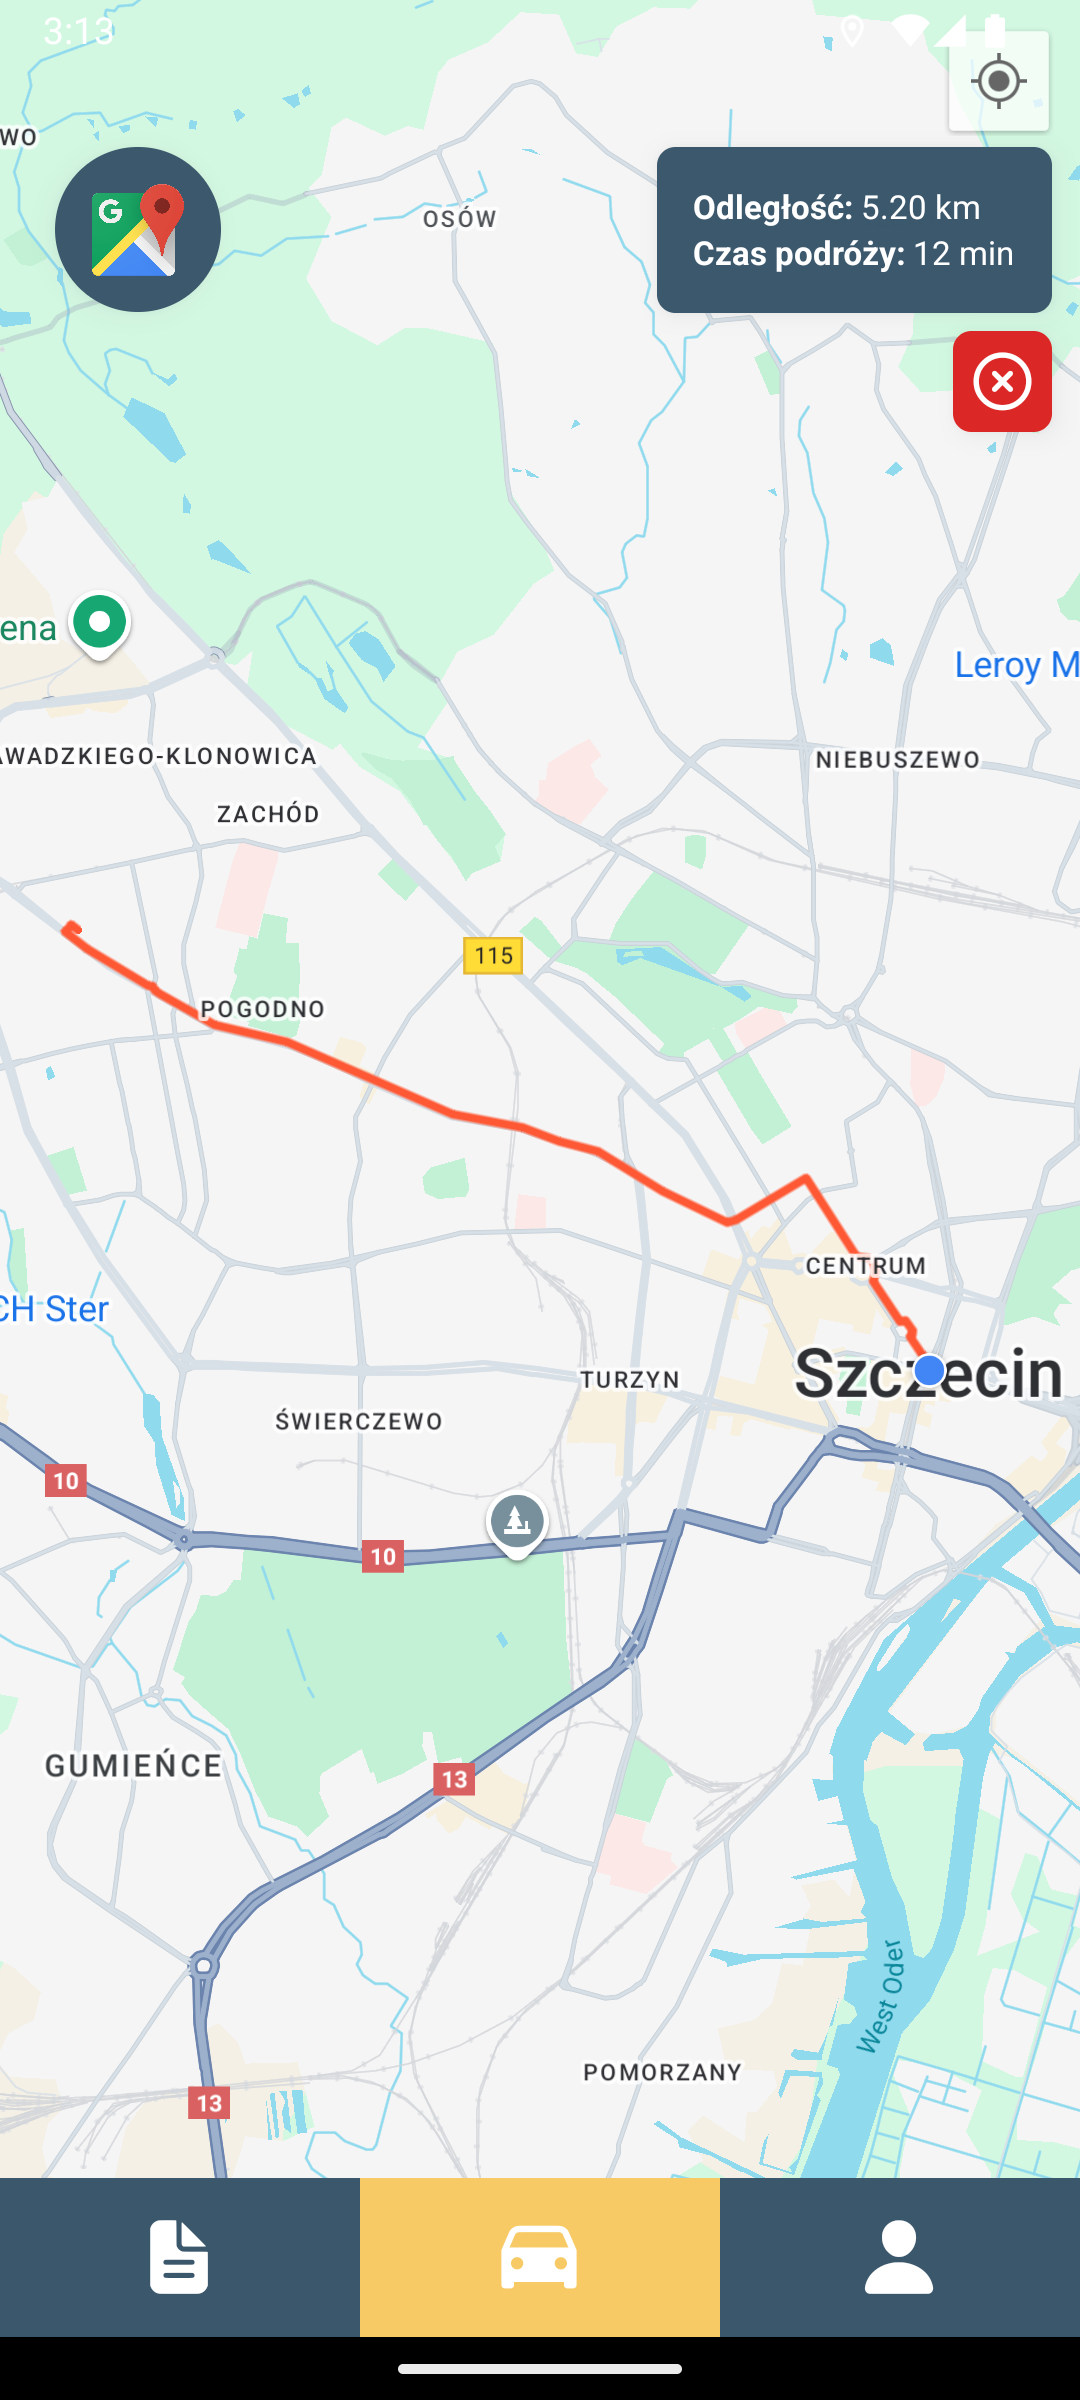 3:13
WO
G
OSÓW
Odległość: 5.20 km
Czas podróży: 12 min
ena
Leroy M
AWADZKIEGO-KLONOWICA
NIEBUSZEWO
ZACHÓD
115
POGODNO
CENTRUM
CH Ster
Szczecin
TURZYN
ŚWIERCZEWO
10
10
GUMIEŃCE
13
West Oder
POMORZANY
13